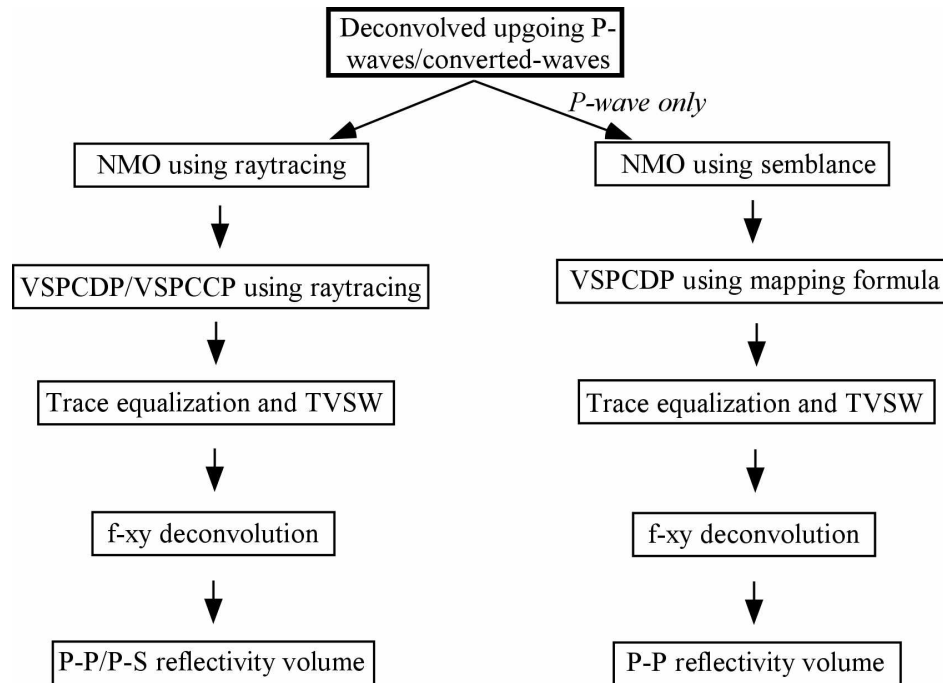 Deconvolved upgoing P-
waves/converted-waves
P-wave only
NMO using raytracing
NMO using semblance
VSPCDP/VSPCCP using raytracing
VSPCDP using mapping formula
Trace equalization and TVSW
Trace equalization and TVSW
f-xy deconvolution
f-xy deconvolution
P-P/P-S reflectivity volume
P-P reflectivity volume